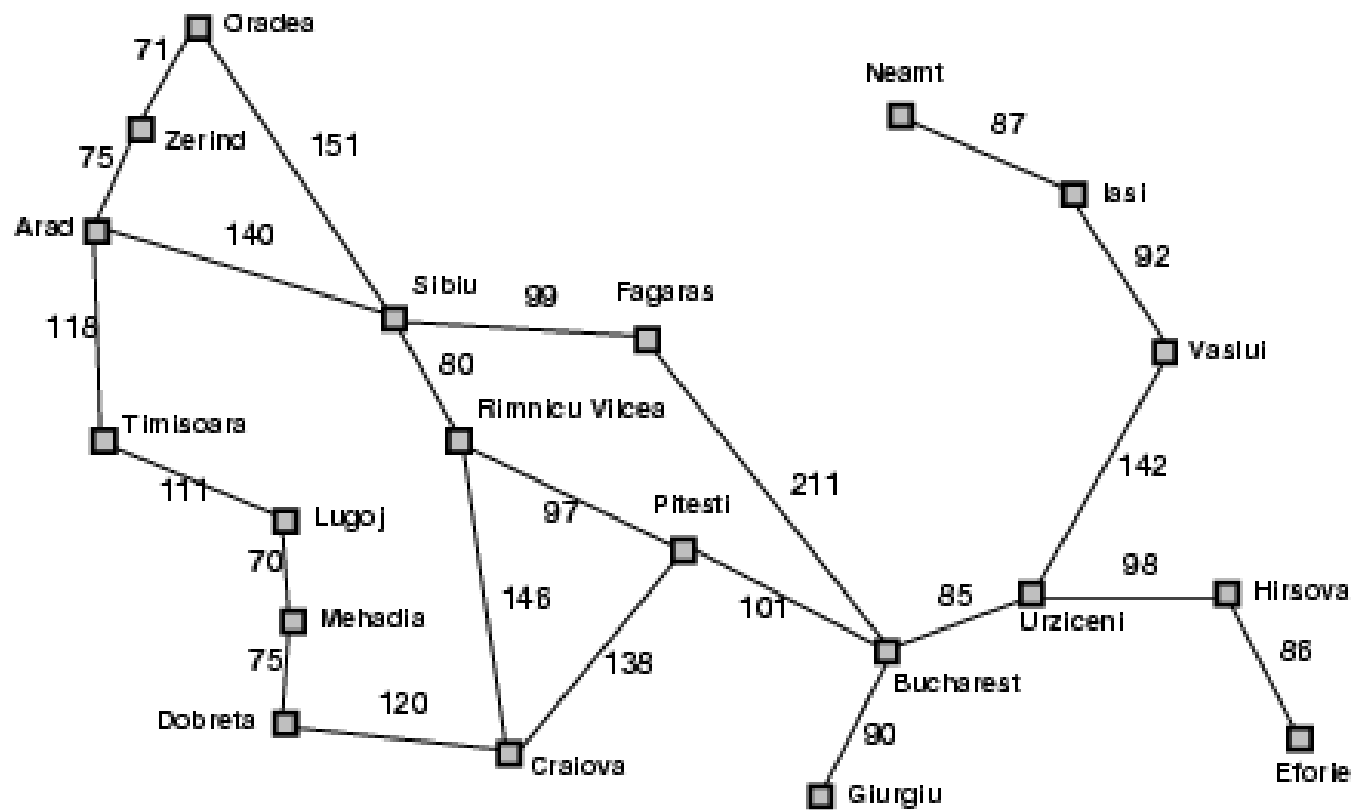 Oradea
71
Neamt
87
Zerind
75
151
Iasi
Arad
140
92
Sibiu
99
Fagaras
118
80
Vaslui
Rimnicu Vilcea
Timisoara
142
111
211
Lugoj
97
Pitesti
70
98
146
101
85
Hirsova
Mehadia
Urziceni
75
138
86
Bucharest
Dobreta
120
90
Craiova
Eforie
Giurgiu